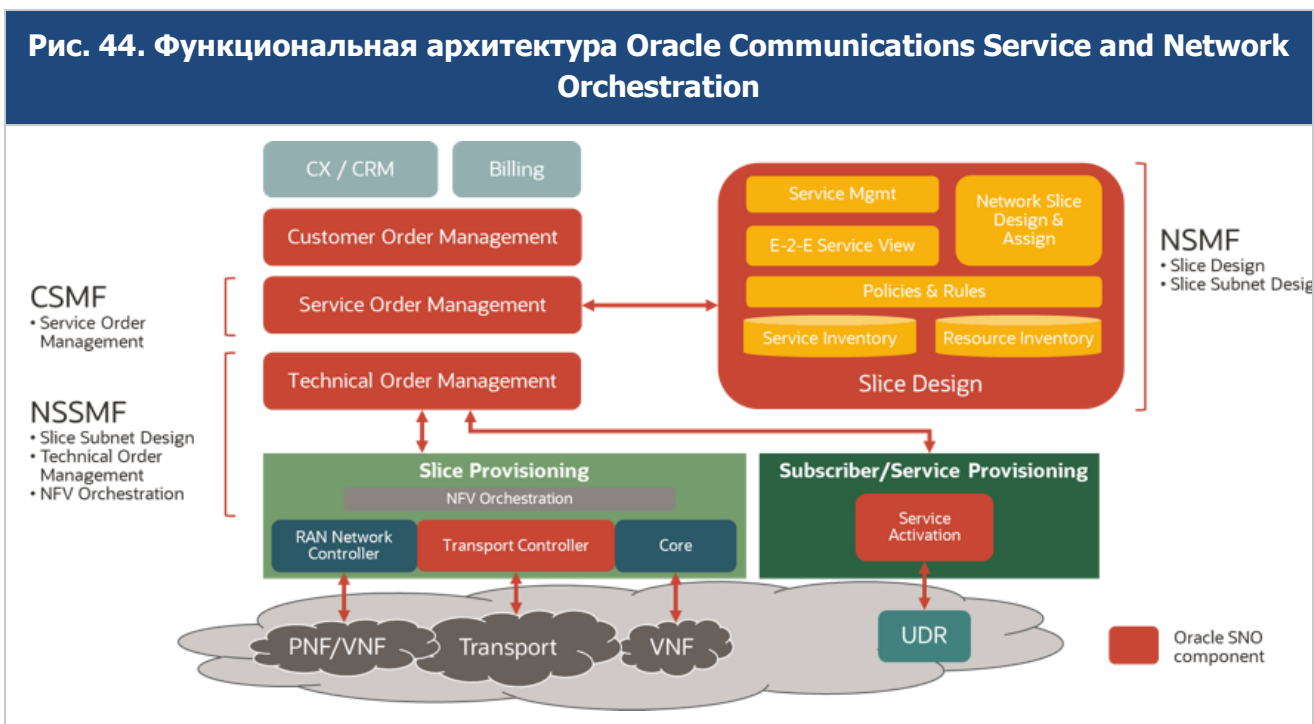 Рис. 44. Функциональная архитектура Oracle Communications Service and Network
Orchestration
CX / CRM
Billing
Customer Order Management
Service Order Management
Technical Order Management
CSMF
• Service Order
Management
NSSMF
• Slice Subnet Design
• Technical Order
Management
• NFV Orchestration
Service Mgmt
E-2-E Service View
Network Slice
Design &
Assign
Policies & Rules
Service Inventory
Resource Inventory
Slice Design
NSMF
• Slice Design
• Slice Subnet Desig
Slice Provisioning
NFV Orchestration
RAN Network
Controller
Transport Controller
Core
Subscriber/Service Provisioning
Service
Activation
PNF/VNF
Transport
VNF
UDR
Oracle SNO
component